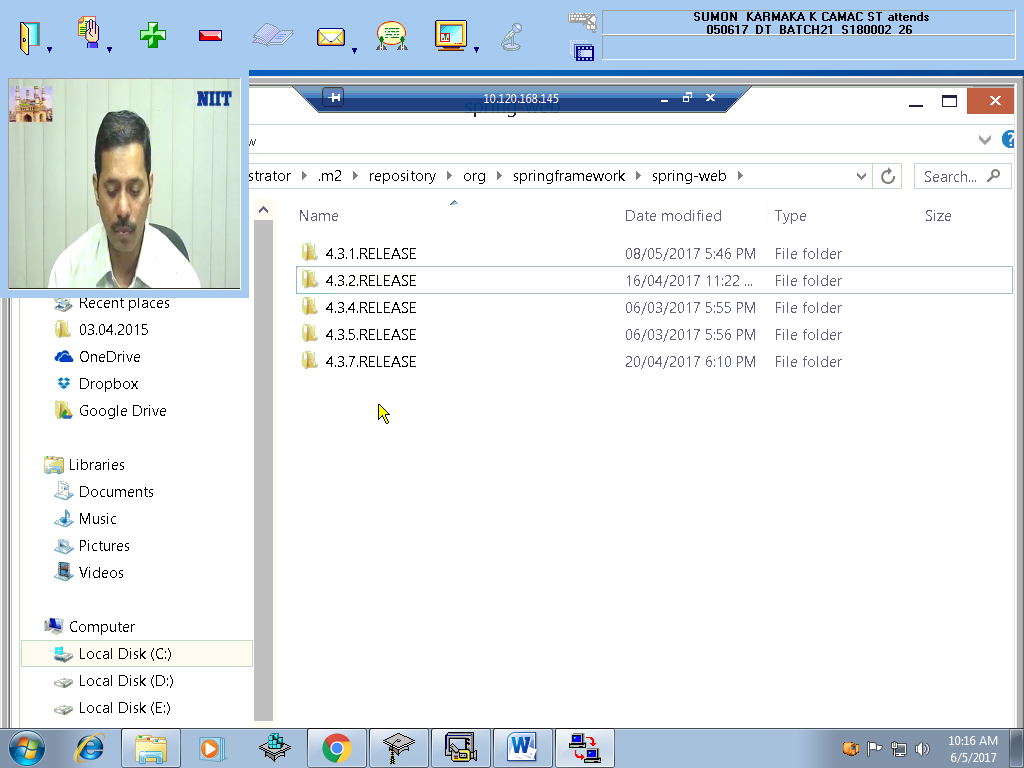 SUMON KARMAKA K CAMAC ST attends
050617 DT BATCH21 S180002 26
NIIT
10.120.168.145
spring-web
w
strator .m2 repository org springframework spring-web Search...
Name Date modified Type Size
4.3.1.RELEASE 08/05/2017 5:46 PM File folder
4.3.2.RELEASE 16/04/2017 11:22 ... File folder
4.3.4.RELEASE 06/03/2017 5:55 PM File folder
4.3.5.RELEASE 06/03/2017 5:56 PM File folder
4.3.7.RELEASE 20/04/2017 6:10 PM File folder
Recent places
03.04.2015
OneDrive
Dropbox
Google Drive
Libraries
Documents
Music
Pictures
Videos
Computer
Local Disk (C:)
Local Disk (D:)
Local Disk (E:)
10:16 AM
6/5/2017